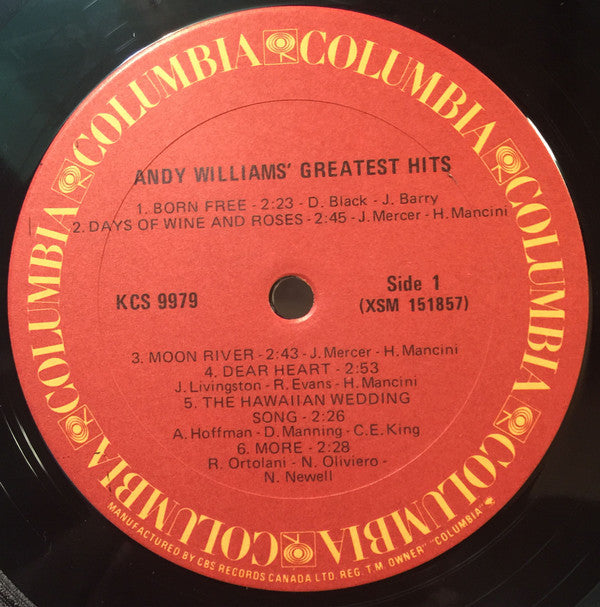 COLUMBIA COLUMBIA COLUMBIA COLUMBIA COLUMBIA COLUMBIA
ANDY WILLIAMS' GREATEST HITS
1. BORN FREE - 2:23 - D. Black - J. Barry
2. DAYS OF WINE AND ROSES - 2:45 - J. Mercer - H. Mancini
KCS 9979
Side 1
(XSM 151857)
3. MOON RIVER - 2:43 - J. Mercer - H. Mancini
4. DEAR HEART - 2:53
J. Livingston - R. Evans - H. Mancini
5. THE HAWAIIAN WEDDING
SONG - 2:26
A. Hoffman - D. Manning - C.E. King
6. MORE - 2:28
R. Ortolani - N. Oliviero -
N. Newell
MANUFACTURED BY CBS RECORDS CANADA LTD. REG. T.M. OWNER "COLUMBIA"